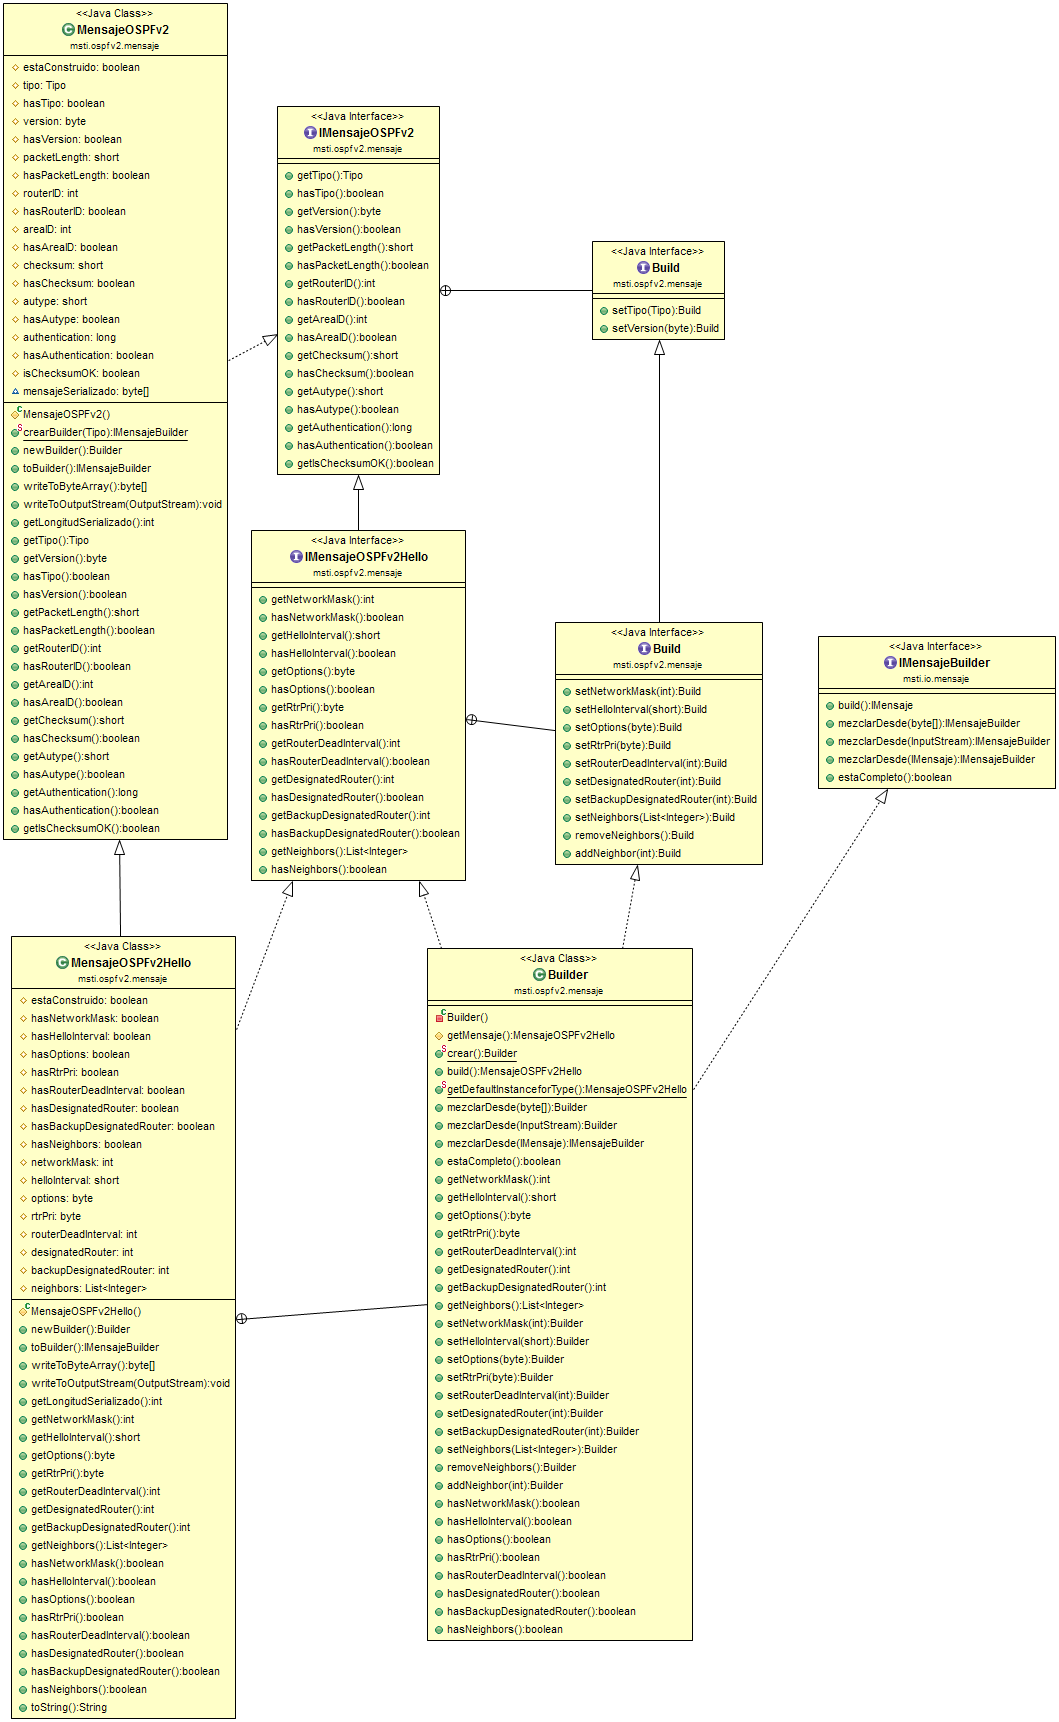 <<Java Class>>
MensajeOSPFv2
msti.ospfv2.mensaje
estaConstruido: boolean
tipo: Tipo
hasTipo: boolean
version: byte
hasVersion: boolean
packetLength: short
hasPacketLength: boolean
routerID: int
hasRouterID: boolean
areaID: int
hasAreaID: boolean
checksum: short
hasChecksum: boolean
autype: short
hasAutype: boolean
authentication: long
hasAuthentication: boolean
isChecksumOK: boolean
mensajeSerializado: byte[]
MensajeOSPFv2()
crearBuilder(Tipo):IMensajeBuilder
newBuilder():Builder
toBuilder():IMensajeBuilder
writeToByteArray():byte[]
writeToOutputStream(OutputStream):void
getLongitudSerializado():int
getTipo():Tipo
getVersion():byte
hasTipo():boolean
hasVersion():boolean
getPacketLength():short
hasPacketLength():boolean
getRouterID():int
hasRouterID():boolean
getAreaID():int
hasAreaID():boolean
getChecksum():short
hasChecksum():boolean
getAutype():short
hasAutype():boolean
getAuthentication():long
hasAuthentication():boolean
getIsChecksumOK():boolean
<<Java Interface>>
IMensajeOSPFv2
msti.ospfv2.mensaje
getTipo():Tipo
hasTipo():boolean
getVersion():byte
hasVersion():boolean
getPacketLength():short
hasPacketLength():boolean
getRouterID():int
hasRouterID():boolean
getAreaID():int
hasAreaID():boolean
getChecksum():short
hasChecksum():boolean
getAutype():short
hasAutype():boolean
getAuthentication():long
hasAuthentication():boolean
getIsChecksumOK():boolean
<<Java Interface>>
Build
msti.ospfv2.mensaje
setTipo(Tipo):Build
setVersion(byte):Build
<<Java Interface>>
IMensajeOSPFv2Hello
msti.ospfv2.mensaje
getNetworkMask():int
hasNetworkMask():boolean
getHelloInterval():short
hasHelloInterval():boolean
getOptions():byte
hasOptions():boolean
getRtrPri():byte
hasRtrPri():boolean
getRouterDeadInterval():int
hasRouterDeadInterval():boolean
getDesignatedRouter():int
hasDesignatedRouter():boolean
getBackupDesignatedRouter():int
hasBackupDesignatedRouter():boolean
getNeighbors():List<Integer>
hasNeighbors():boolean
<<Java Interface>>
Build
msti.ospfv2.mensaje
setNetworkMask(int):Build
setHelloInterval(short):Build
setOptions(byte):Build
setRtrPri(byte):Build
setRouterDeadInterval(int):Build
setDesignatedRouter(int):Build
setBackupDesignatedRouter(int):Build
setNeighbors(List<Integer>):Build
removeNeighbors():Build
addNeighbor(int):Build
<<Java Interface>>
IMensajeBuilder
msti.io.mensaje
build():IMensaje
mezclarDesde(byte[]):IMensajeBuilder
mezclarDesde(InputStream):IMensajeBuilder
mezclarDesde(IMensaje):IMensajeBuilder
estaCompleto():boolean
<<Java Class>>
MensajeOSPFv2Hello
msti.ospfv2.mensaje
estaConstruido: boolean
hasNetworkMask: boolean
hasHelloInterval: boolean
hasOptions: boolean
hasRtrPri: boolean
hasRouterDeadInterval: boolean
hasDesignatedRouter: boolean
hasBackupDesignatedRouter: boolean
hasNeighbors: boolean
networkMask: int
helloInterval: short
options: byte
rtrPri: byte
routerDeadInterval: int
designatedRouter: int
backupDesignatedRouter: int
neighbors: List<Integer>
MensajeOSPFv2Hello()
newBuilder():Builder
toBuilder():IMensajeBuilder
writeToByteArray():byte[]
writeToOutputStream(OutputStream):void
getLongitudSerializado():int
getNetworkMask():int
getHelloInterval():short
getOptions():byte
getRtrPri():byte
getRouterDeadInterval():int
getDesignatedRouter():int
getBackupDesignatedRouter():int
getNeighbors():List<Integer>
hasNetworkMask():boolean
hasHelloInterval():boolean
hasOptions():boolean
hasRtrPri():boolean
hasRouterDeadInterval():boolean
hasDesignatedRouter():boolean
hasBackupDesignatedRouter():boolean
hasNeighbors():boolean
toString():String
<<Java Class>>
Builder
msti.ospfv2.mensaje
Builder()
getMensaje():MensajeOSPFv2Hello
crear():Builder
build():MensajeOSPFv2Hello
getDefaultInstanceforType():MensajeOSPFv2Hello
mezclarDesde(byte[]):Builder
mezclarDesde(InputStream):Builder
mezclarDesde(IMensaje):IMensajeBuilder
estaCompleto():boolean
getNetworkMask():int
getHelloInterval():short
getOptions():byte
getRtrPri():byte
getRouterDeadInterval():int
getDesignatedRouter():int
getBackupDesignatedRouter():int
getNeighbors():List<Integer>
setNetworkMask(int):Builder
setHelloInterval(short):Builder
setOptions(byte):Builder
setRtrPri(byte):Builder
setRouterDeadInterval(int):Builder
setDesignatedRouter(int):Builder
setBackupDesignatedRouter(int):Builder
setNeighbors(List<Integer>):Builder
removeNeighbors():Builder
addNeighbor(int):Builder
hasNetworkMask():boolean
hasHelloInterval():boolean
hasOptions():boolean
hasRtrPri():boolean
hasRouterDeadInterval():boolean
hasDesignatedRouter():boolean
hasBackupDesignatedRouter():boolean
hasNeighbors():boolean